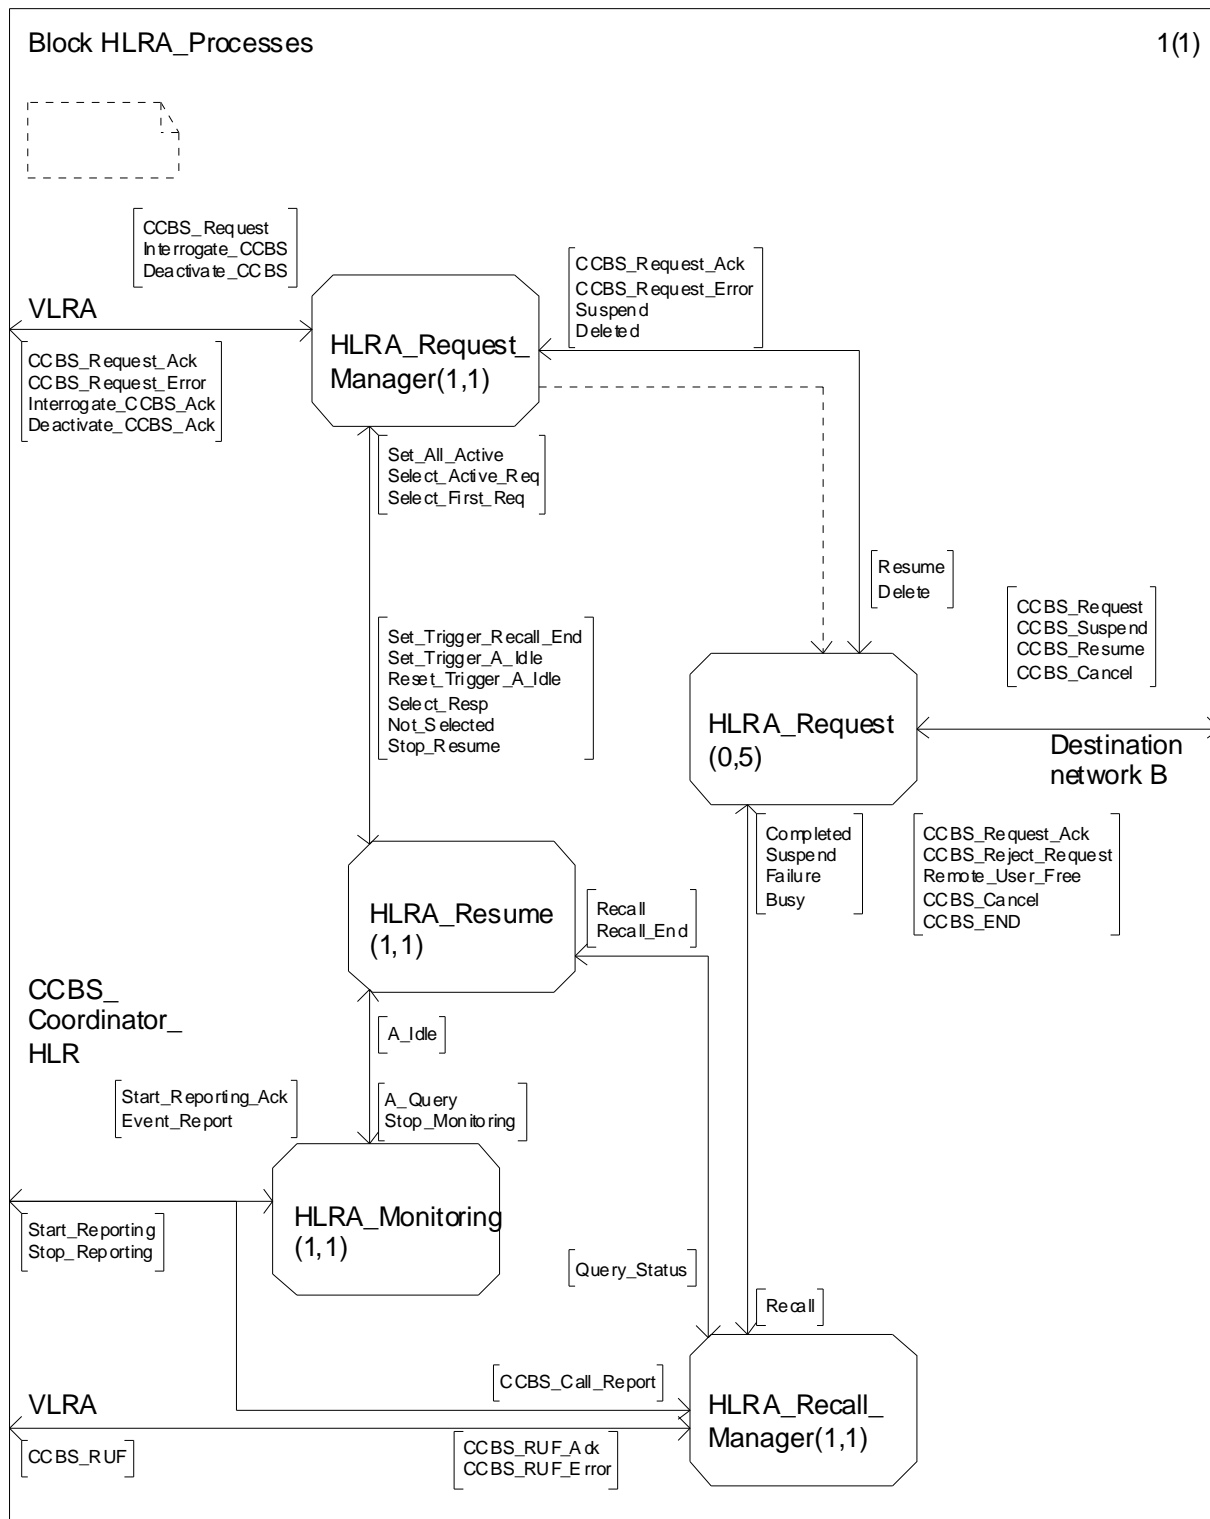 Block HLRA_Processes
1(1)
CCBS_Request
Interrogate_CCBS
Deactivate_CCBS
CCBS_Request_Ack
CCBS_Request_Error
Suspend
Deleted
VLRA
HLRA_Request_
Manager(1,1)
CCBS_Request_Ack
CCBS_Request_Error
Interrogate_CCBS_Ack
Deactivate_CCBS_Ack
Set_All_Active
Select_Active_Req
Select_First_Req
Resume
Delete
CCBS_Request
CCBS_Suspend
CCBS_Resume
CCBS_Cancel
Set_Trigger_Recall_End
Set_Trigger_A_Idle
Reset_Trigger_A_Idle
Select_Resp
Not_Selected
Stop_Resume
HLRA_Request
(0,5)
Destination
network B
Completed
Suspend
Failure
Busy
CCBS_Request_Ack
CCBS_Reject_Request
Remote_User_Free
CCBS_Cancel
CCBS_END
HLRA_Resume
(1,1)
Recall
Recall_End
CCBS_
Coordinator_
HLR
A_Idle
Start_Reporting_Ack
Event_Report
A_Query
Stop_Monitoring
HLRA_Monitoring
(1,1)
Start_Reporting
Stop_Reporting
Query_Status
Recall
CCBS_Call_Report
VLRA
HLRA_Recall_
Manager(1,1)
CCBS_RUF
CCBS_RUF_Ack
CCBS_RUF_Error